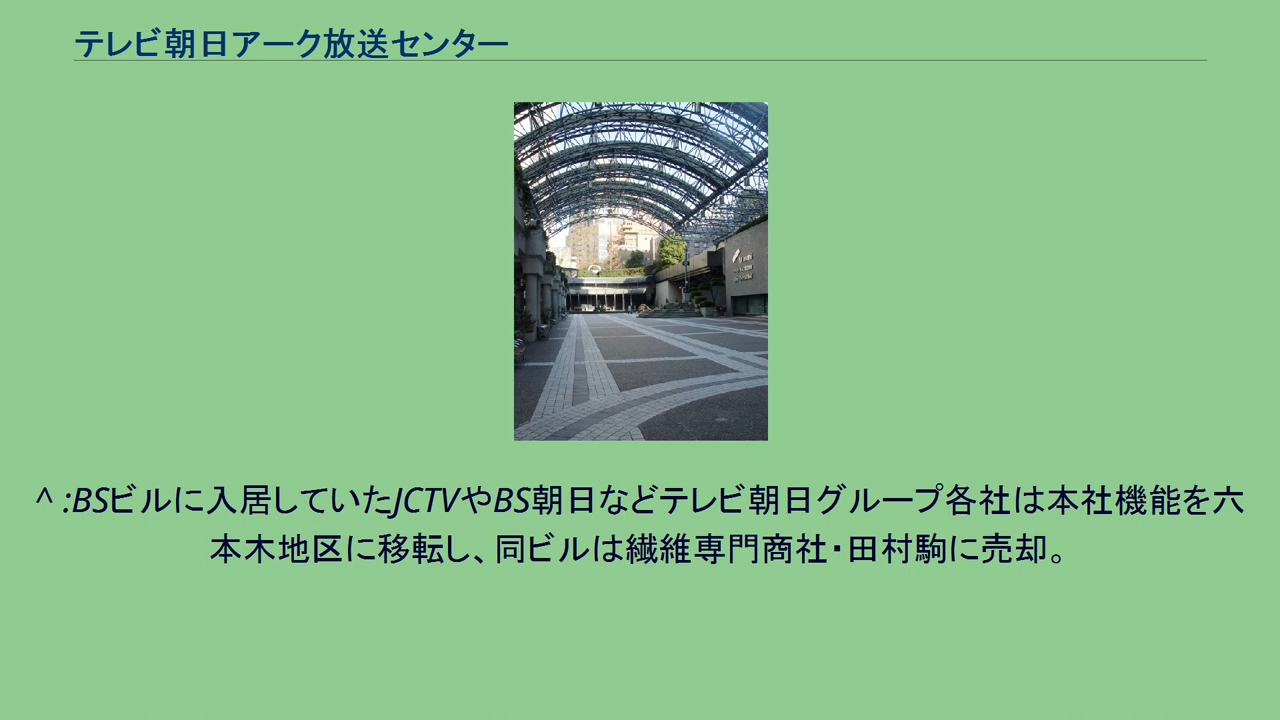 テレビ朝日アーク放送センター
^ :BSビルに入居していたJCTVやBS朝日などテレビ朝日グループ各社は本社機能を六
本木地区に移転し、同ビルは繊維専門商社・田村駒に売却。